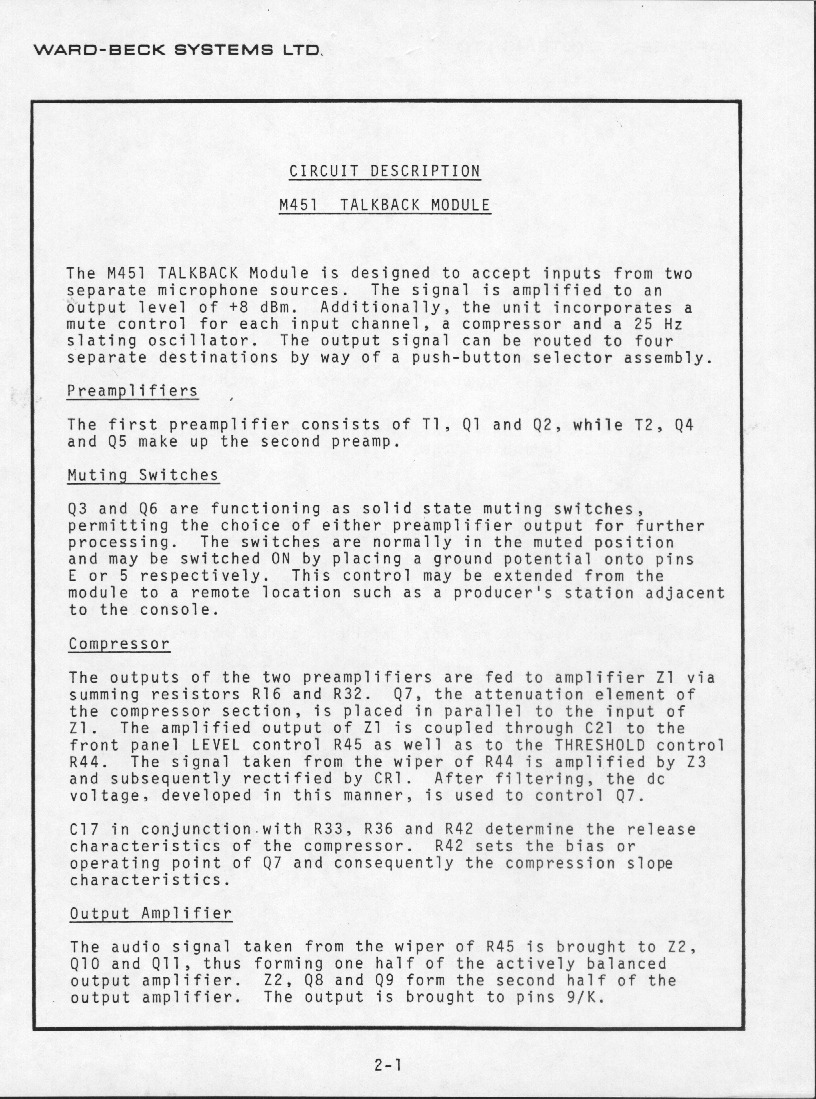 WARD-BECK SYSTEMS LTD.
CIRCUIT DESCRIPTION
M451 TALKBACK MODULE
The M451 TALKBACK Module is designed to accept inputs from two
separate microphone sources. The signal is amplified to an
output level of +8 dBm. Additionally, the unit incorporates a
mute control for each input channel, a compressor and a 25 Hz
slating oscillator. The output signal can be routed to four
separate destinations by way of a push-button selector assembly.
Preamplifiers
The first preamplifier consists of T1, Q1 and Q2, while T2, Q4
and Q5 make up the second preamp.
Muting Switches
Q3 and Q6 are functioning as solid state muting switches,
permitting the choice of either preamplifier output for further
processing. The switches are normally in the muted position
and may be switched ON by placing a ground potential onto pins
E or 5 respectively. This control may be extended from the
module to a remote location such as a producer's station adjacent
to the console.
Compressor
The outputs of the two preamplifiers are fed to amplifier Z1 via
summing resistors R16 and R32. Q7, the attenuation element of
the compressor section, is placed in parallel to the input of
Z1. The amplified output of Z1 is coupled through C21 to the
front panel LEVEL control R45 as well as to the THRESHOLD control
R44. The signal taken from the wiper of R44 is amplified by Z3
and subsequently rectified by CR1. After filtering, the dc
voltage, developed in this manner, is used to control Q7.
C17 in conjunction with R33, R36 and R42 determine the release
characteristics of the compressor. R42 sets the bias or
operating point of Q7 and consequently the compression slope
characteristics.
Output Amplifier
The audio signal taken from the wiper of R45 is brought to Z2,
Q10 and Q11, thus forming one half of the actively balanced
output amplifier. Z2, Q8 and Q9 form the second half of the
output amplifier. The output is brought to pins 9/K.
2-1